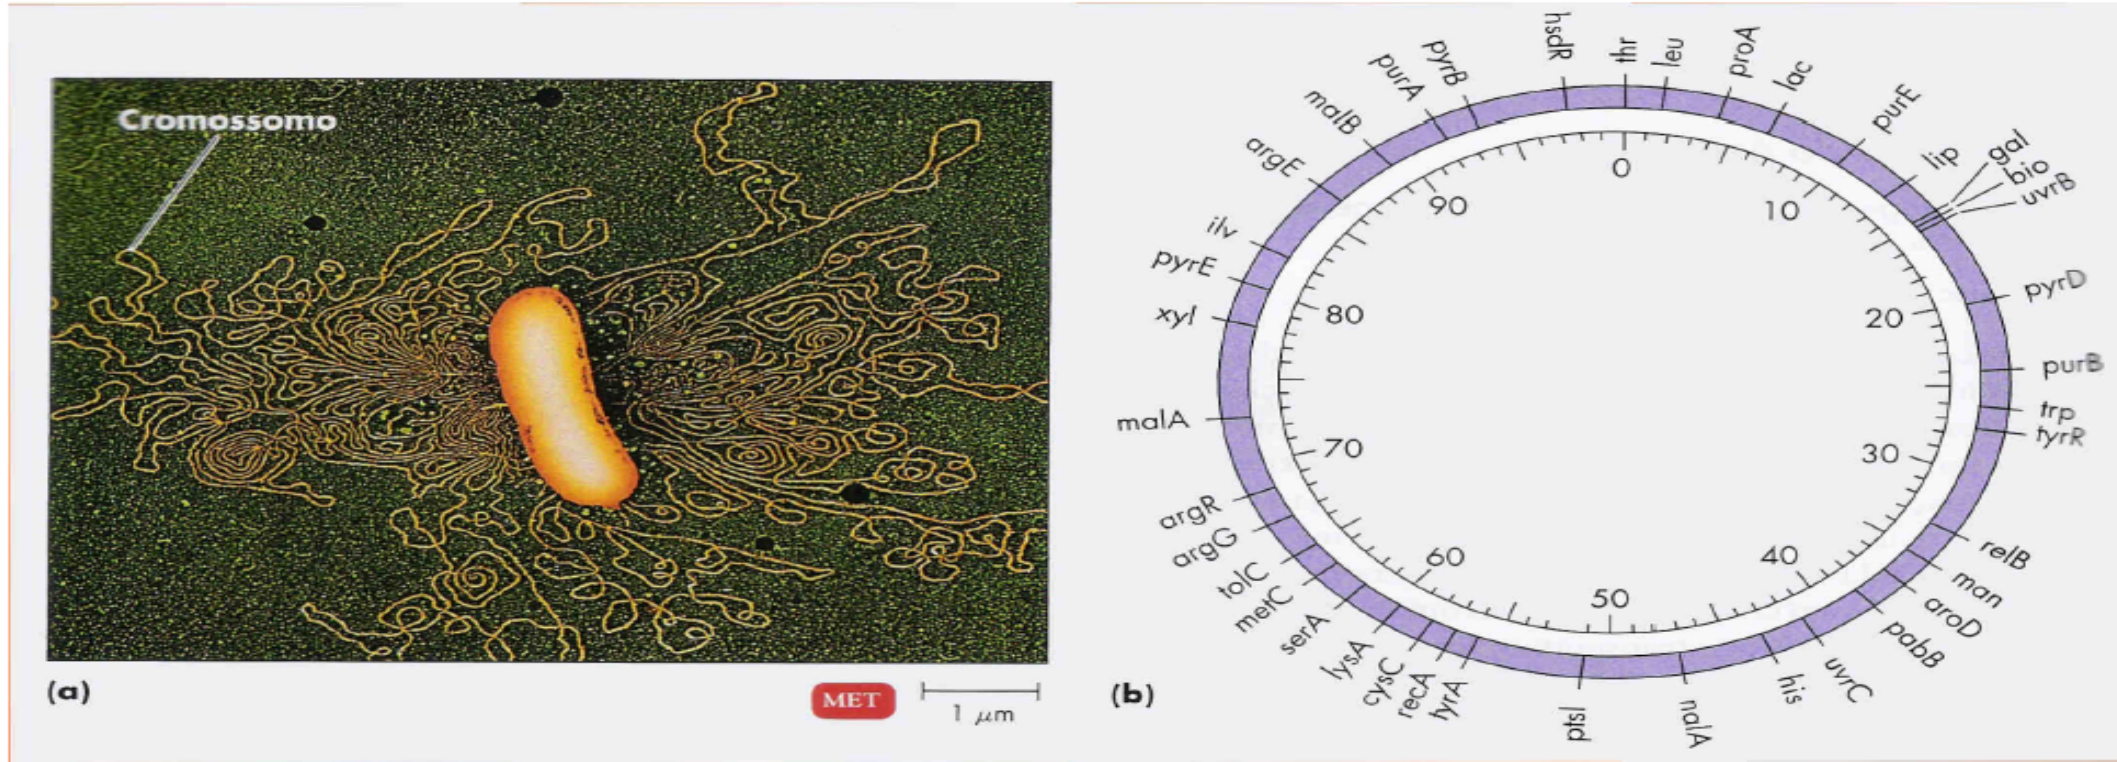 Cromossomo
(a)
MET
1 μm
(b)
thr
leu
proA
lac
purE
lip
gal
bio
uvrB
pyrD
purB
trp
tyrR
relB
man
aroD
pabB
uvrC
his
nalA
ptsI
tyrA
recA
cysC
lysA
serA
metC
tolC
argG
argR
malA
xyl
pyrE
ilv
argE
malB
purA
pyrB
hsdR
0
10
20
30
40
50
60
70
80
90